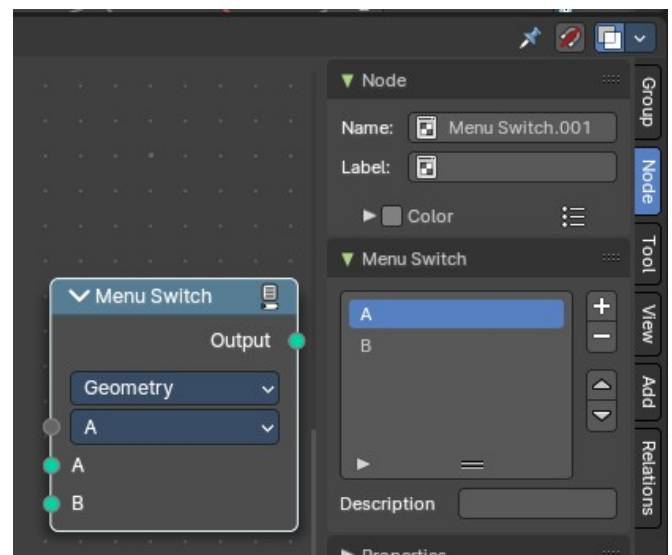 Node
Name: Menu Switch.001
Label:
Color
Menu Switch
A
B
Description
Properties
Group
Node
Tool
View
Add
Relations
Menu Switch
Output
Geometry
A
A
B